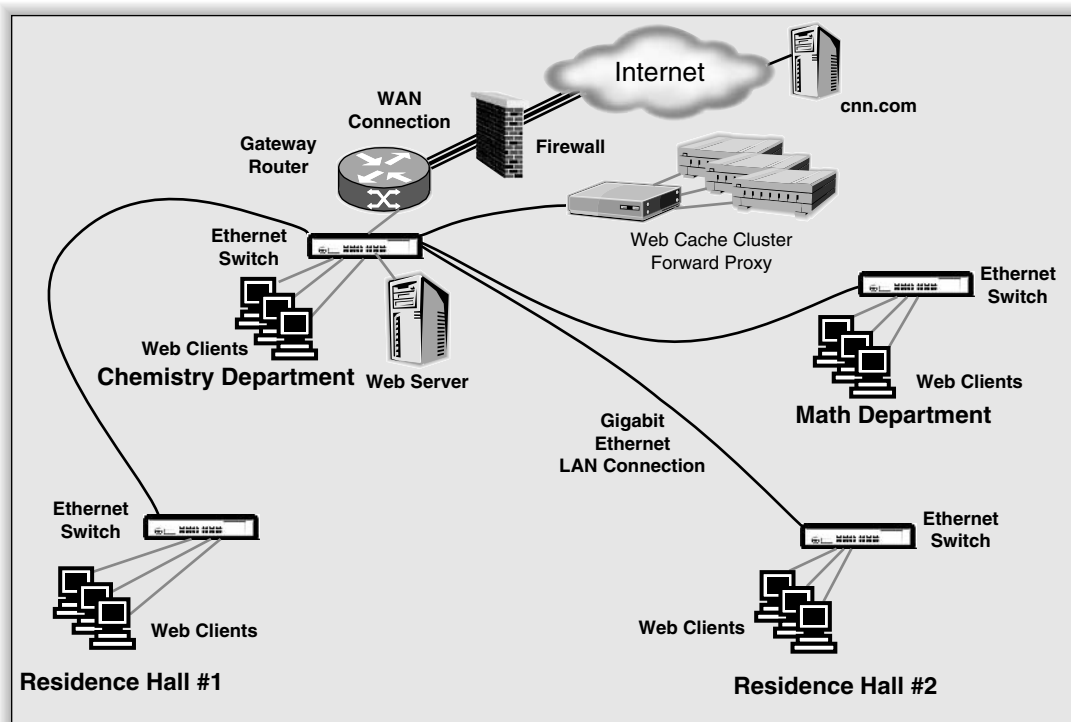 Internet
cnn.com
WAN
Connection
Gateway
Router
Firewall
Web Cache Cluster
Forward Proxy
Ethernet
Switch
Ethernet
Switch
Web Clients
Chemistry Department
Web Server
Web Clients
Math Department
Gigabit
Ethernet
LAN Connection
Ethernet
Switch
Ethernet
Switch
Web Clients
Web Clients
Residence Hall #1
Residence Hall #2